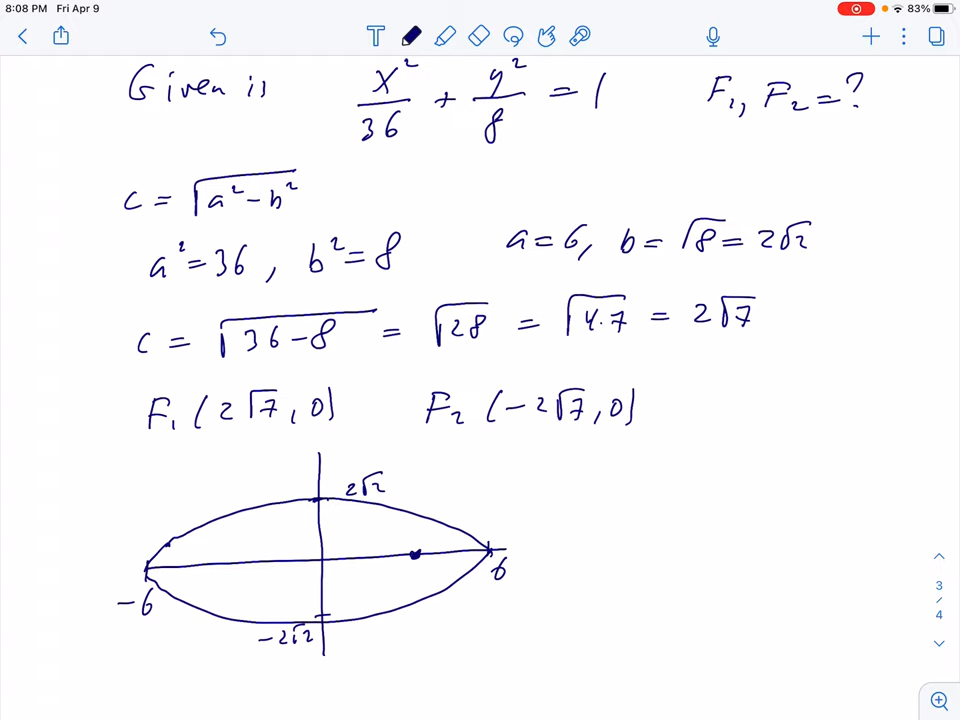 8:08 PM Fri Apr 9 83%
Given is x²/36 + y²/8 = 1 F₁, F₂ = ?
c = √(a² − b²)
a² = 36, b² = 8 a = 6, b = √8 = 2√2
c = √(36 − 8) = √28 = √(4·7) = 2√7
F₁ (2√7, 0) F₂ (−2√7, 0)
2√2
−6 6
−2√2
3
/
4
T